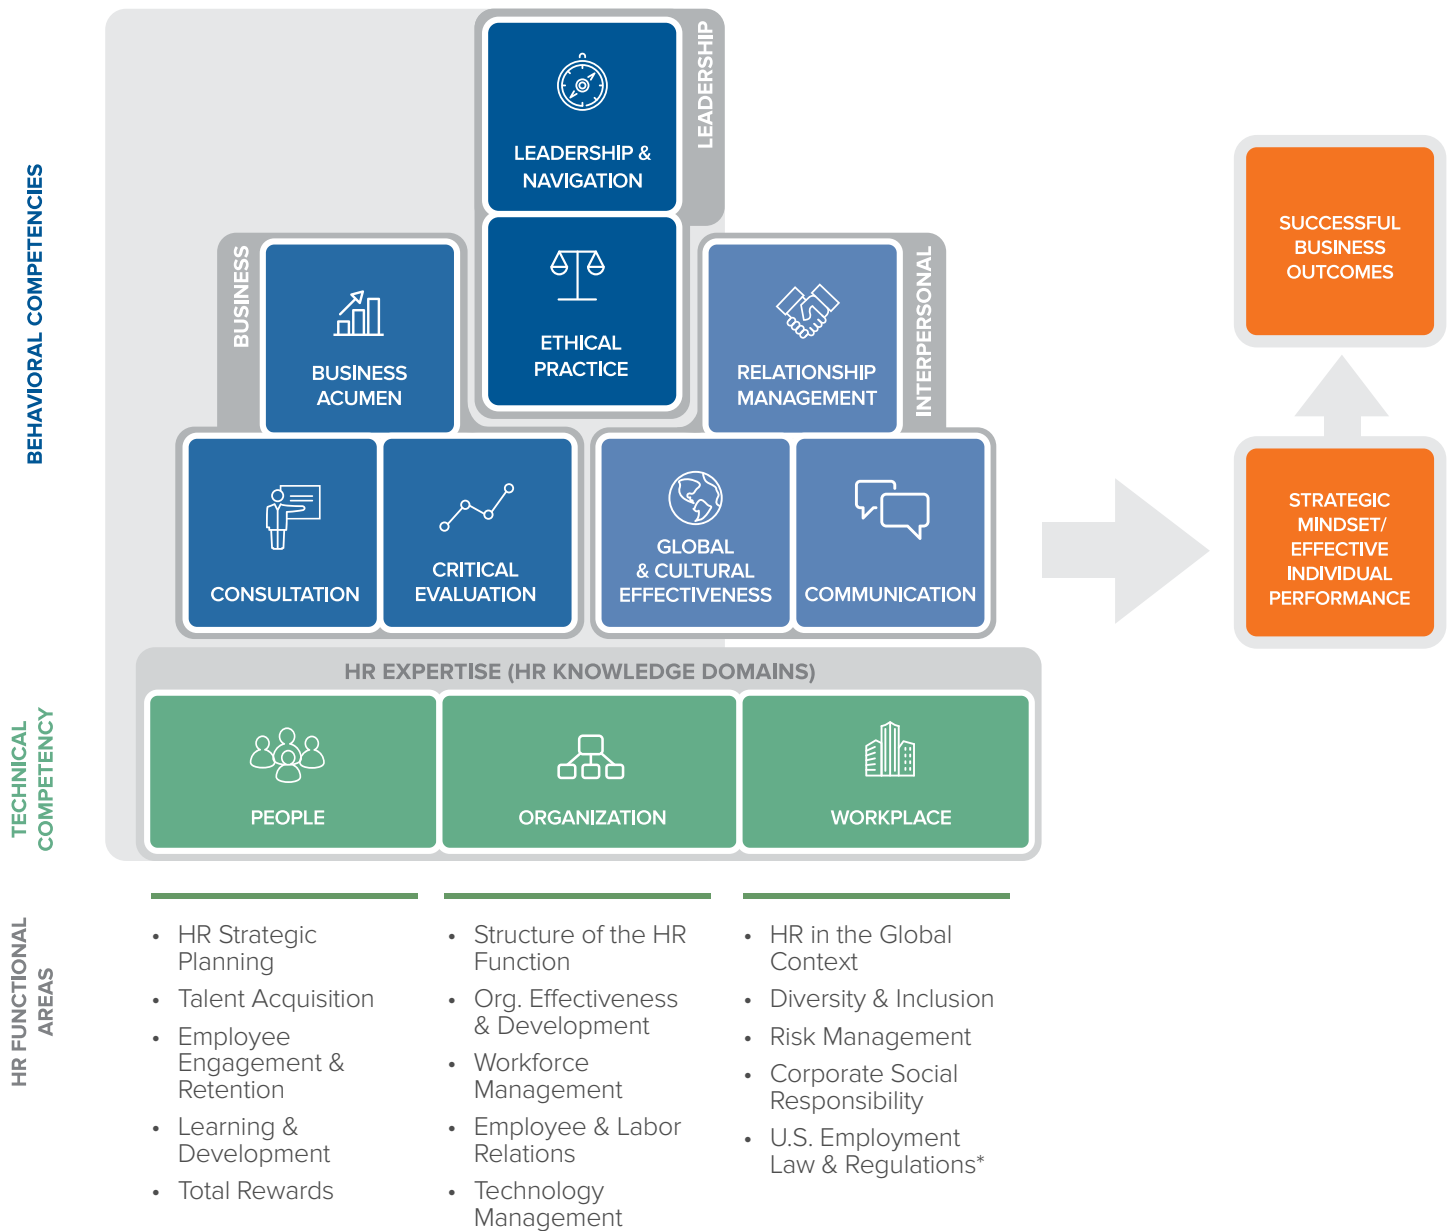 BEHAVIORAL COMPETENCIES
LEADERSHIP
LEADERSHIP &
NAVIGATION
ETHICAL
PRACTICE
BUSINESS
BUSINESS
ACUMEN
CONSULTATION
CRITICAL
EVALUATION
INTERPERSONAL
RELATIONSHIP
MANAGEMENT
GLOBAL
& CULTURAL
EFFECTIVENESS
COMMUNICATION
SUCCESSFUL
BUSINESS
OUTCOMES
STRATEGIC
MINDSET/
EFFECTIVE
INDIVIDUAL
PERFORMANCE
TECHNICAL
COMPETENCY
HR EXPERTISE (HR KNOWLEDGE DOMAINS)
PEOPLE
ORGANIZATION
WORKPLACE
HR FUNCTIONAL
AREAS
• HR Strategic
Planning
• Talent Acquisition
• Employee
Engagement &
Retention
• Learning &
Development
• Total Rewards
• Structure of the HR
Function
• Org. Effectiveness
& Development
• Workforce
Management
• Employee & Labor
Relations
• Technology
Management
• HR in the Global
Context
• Diversity & Inclusion
• Risk Management
• Corporate Social
Responsibility
• U.S. Employment
Law & Regulations*